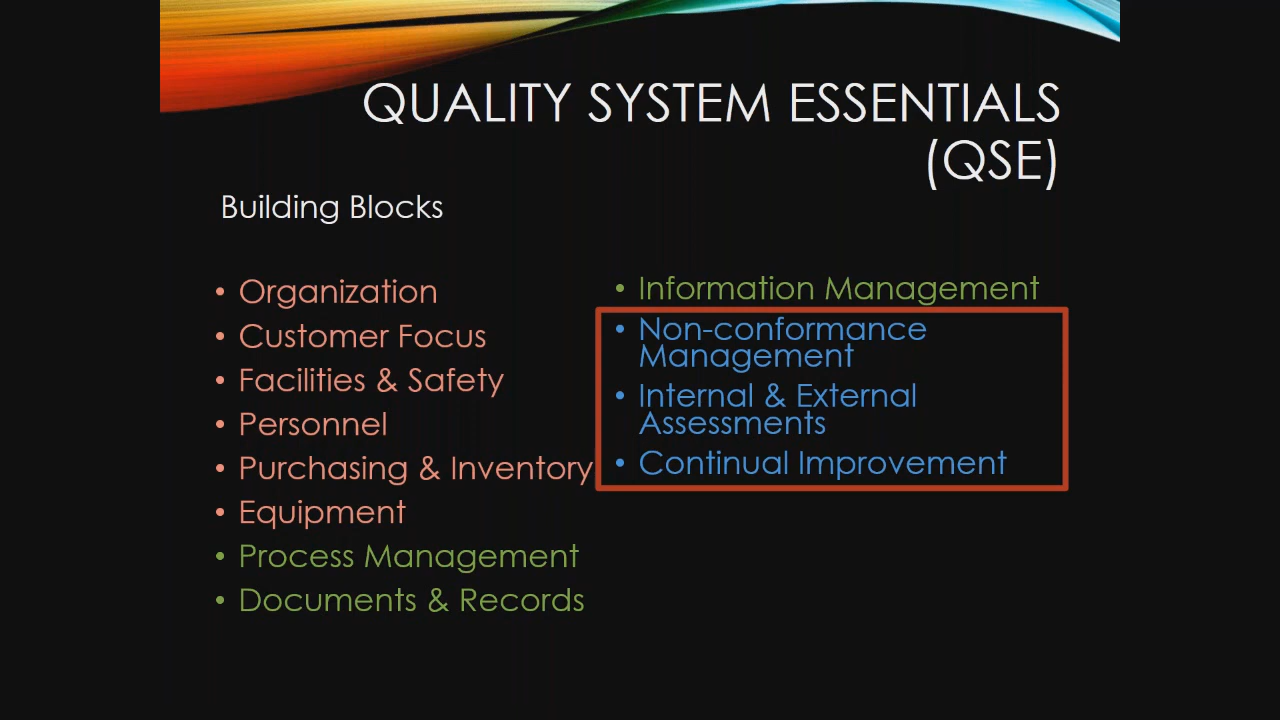 QUALITY SYSTEM ESSENTIALS
(QSE)
Building Blocks
• Organization
• Customer Focus
• Facilities & Safety
• Personnel
• Purchasing & Inventory
• Equipment
• Process Management
• Documents & Records
• Information Management
• Non-conformance
Management
• Internal & External
Assessments
• Continual Improvement